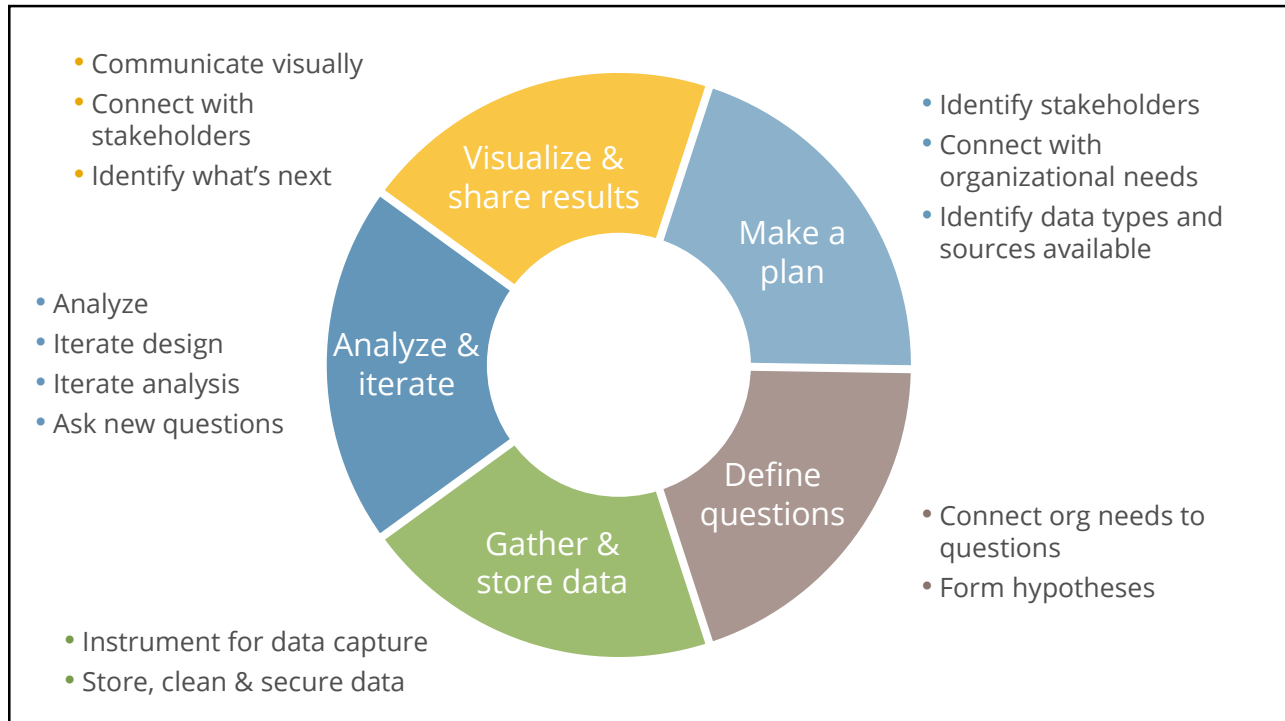 • Communicate visually
• Connect with
stakeholders
• Identify what’s next
Visualize &
share results
• Identify stakeholders
• Connect with
organizational needs
• Identify data types and
sources available
Make a
plan
• Analyze
• Iterate design
• Iterate analysis
• Ask new questions
Analyze &
iterate
Define
questions
• Connect org needs to
questions
• Form hypotheses
Gather &
store data
• Instrument for data capture
• Store, clean & secure data